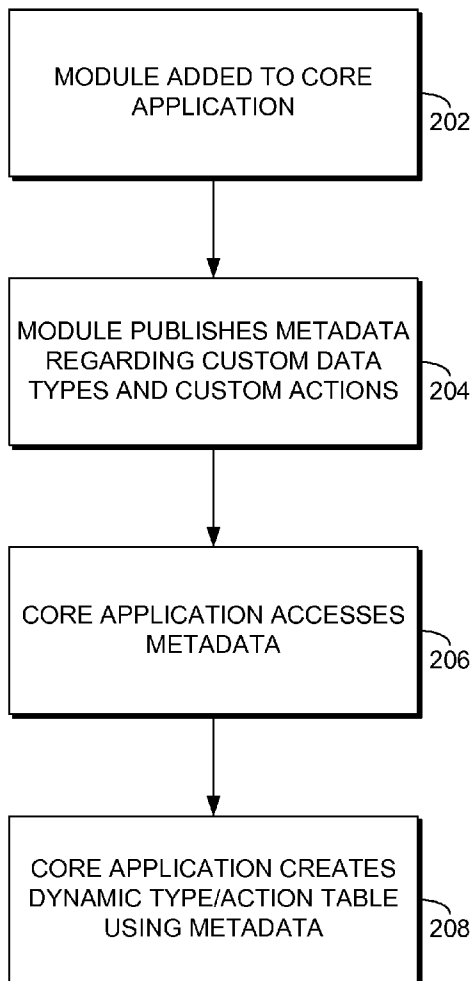 MODULE ADDED TO CORE
APPLICATION
202
MODULE PUBLISHES METADATA
REGARDING CUSTOM DATA
TYPES AND CUSTOM ACTIONS
204
CORE APPLICATION ACCESSES
METADATA
206
CORE APPLICATION CREATES
DYNAMIC TYPE/ACTION TABLE
USING METADATA
208